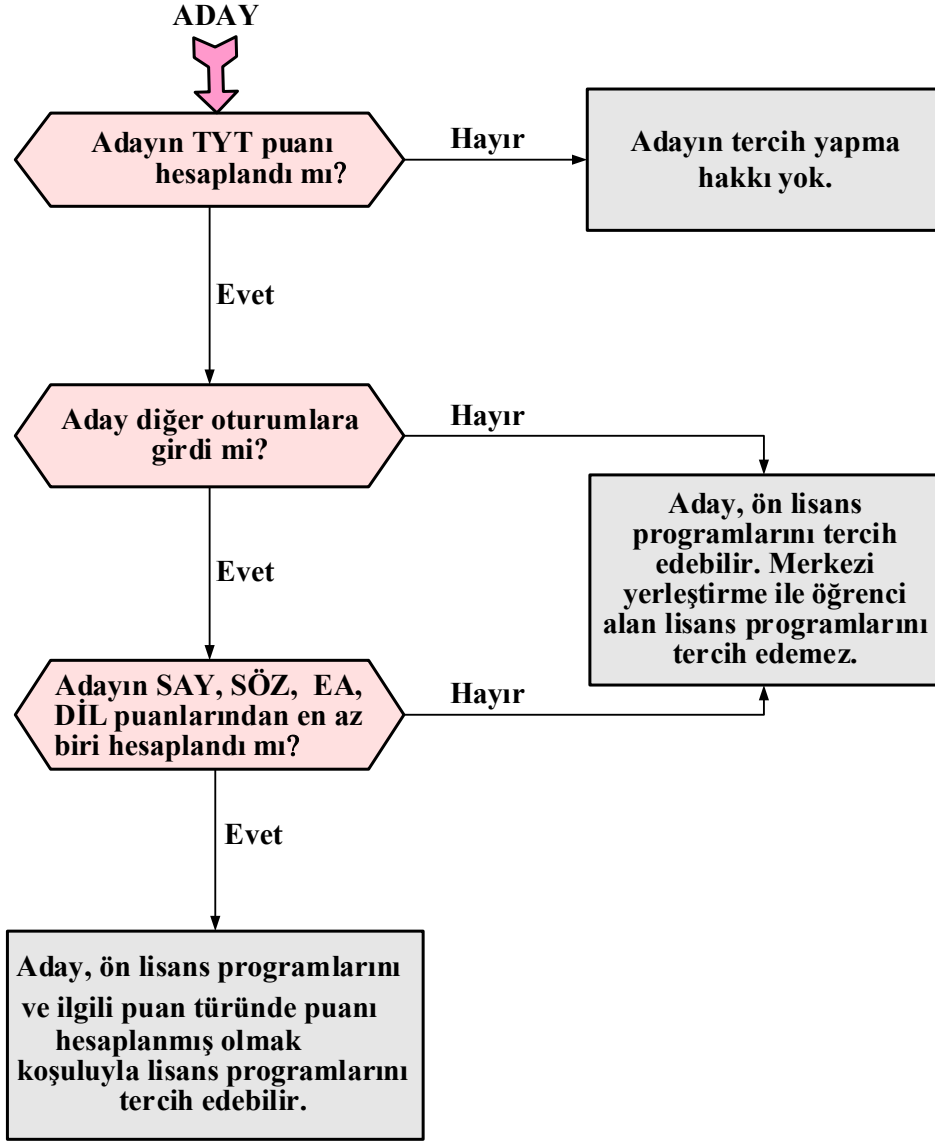 ADAY
Adayın TYT puanı
hesaplandı mı?
Hayır
Adayın tercih yapma
hakkı yok.
Evet
Aday diğer oturumlara
girdi mi?
Hayır
Aday, ön lisans
programlarını tercih
edebilir. Merkezi
yerleştirme ile öğrenci
alan lisans programlarını
tercih edemez.
Evet
Adayın SAY, SÖZ, EA,
DİL puanlarından en az
biri hesaplandı mı?
Hayır
Evet
Aday, ön lisans programlarını
ve ilgili puan türünde puanı
hesaplanmış olmak
koşuluyla lisans programlarını
tercih edebilir.